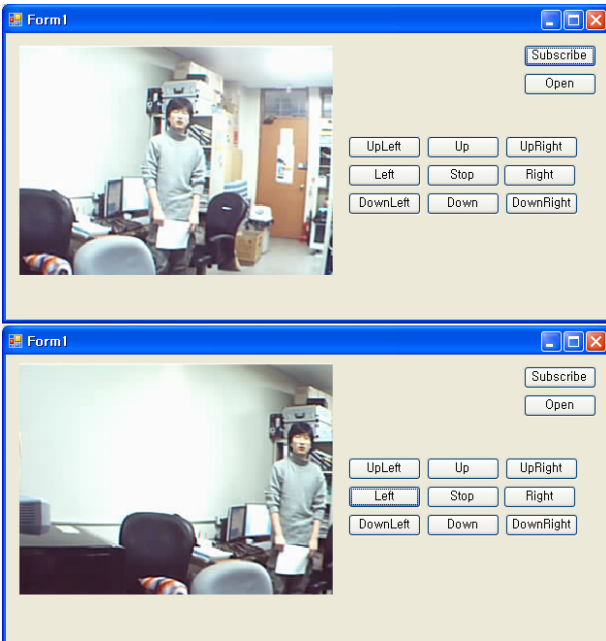 Form1
Subscribe
Open
UpLeft Up UpRight
Left Stop Right
DownLeft Down DownRight
Form1
Subscribe
Open
UpLeft Up UpRight
Left Stop Right
DownLeft Down DownRight